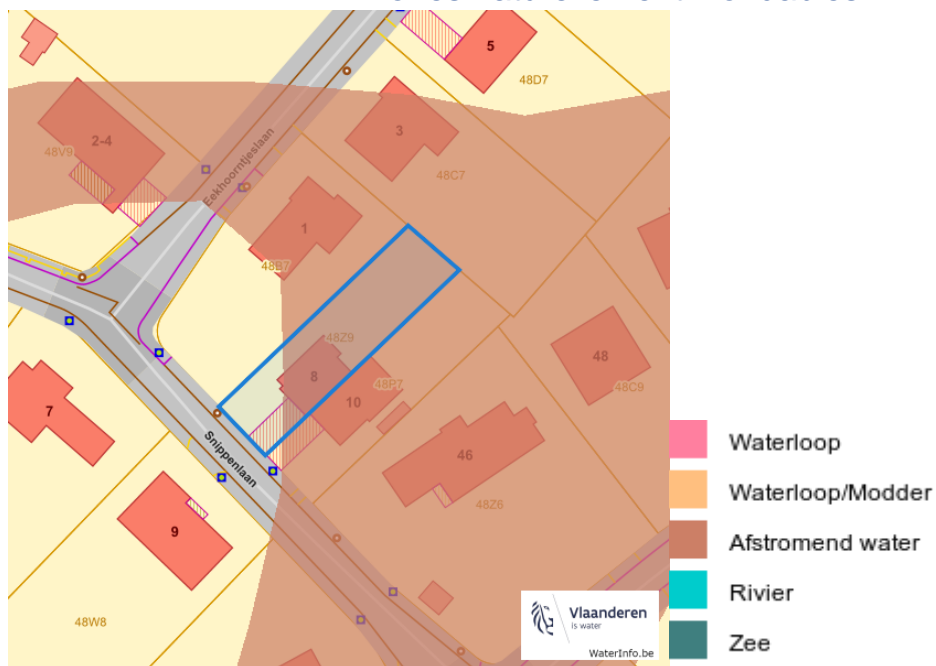 5
48D7
2-4
48V9
3
48C7
Eekhoorntjeslaan
1
48B7
48Z9
8
48P7
10
48
48C9
7
Snippenlaan
46
48Z6
9
48W8
Vlaanderen
is water
WaterInfo.be
Waterloop
Waterloop/Modder
Afstromend water
Rivier
Zee